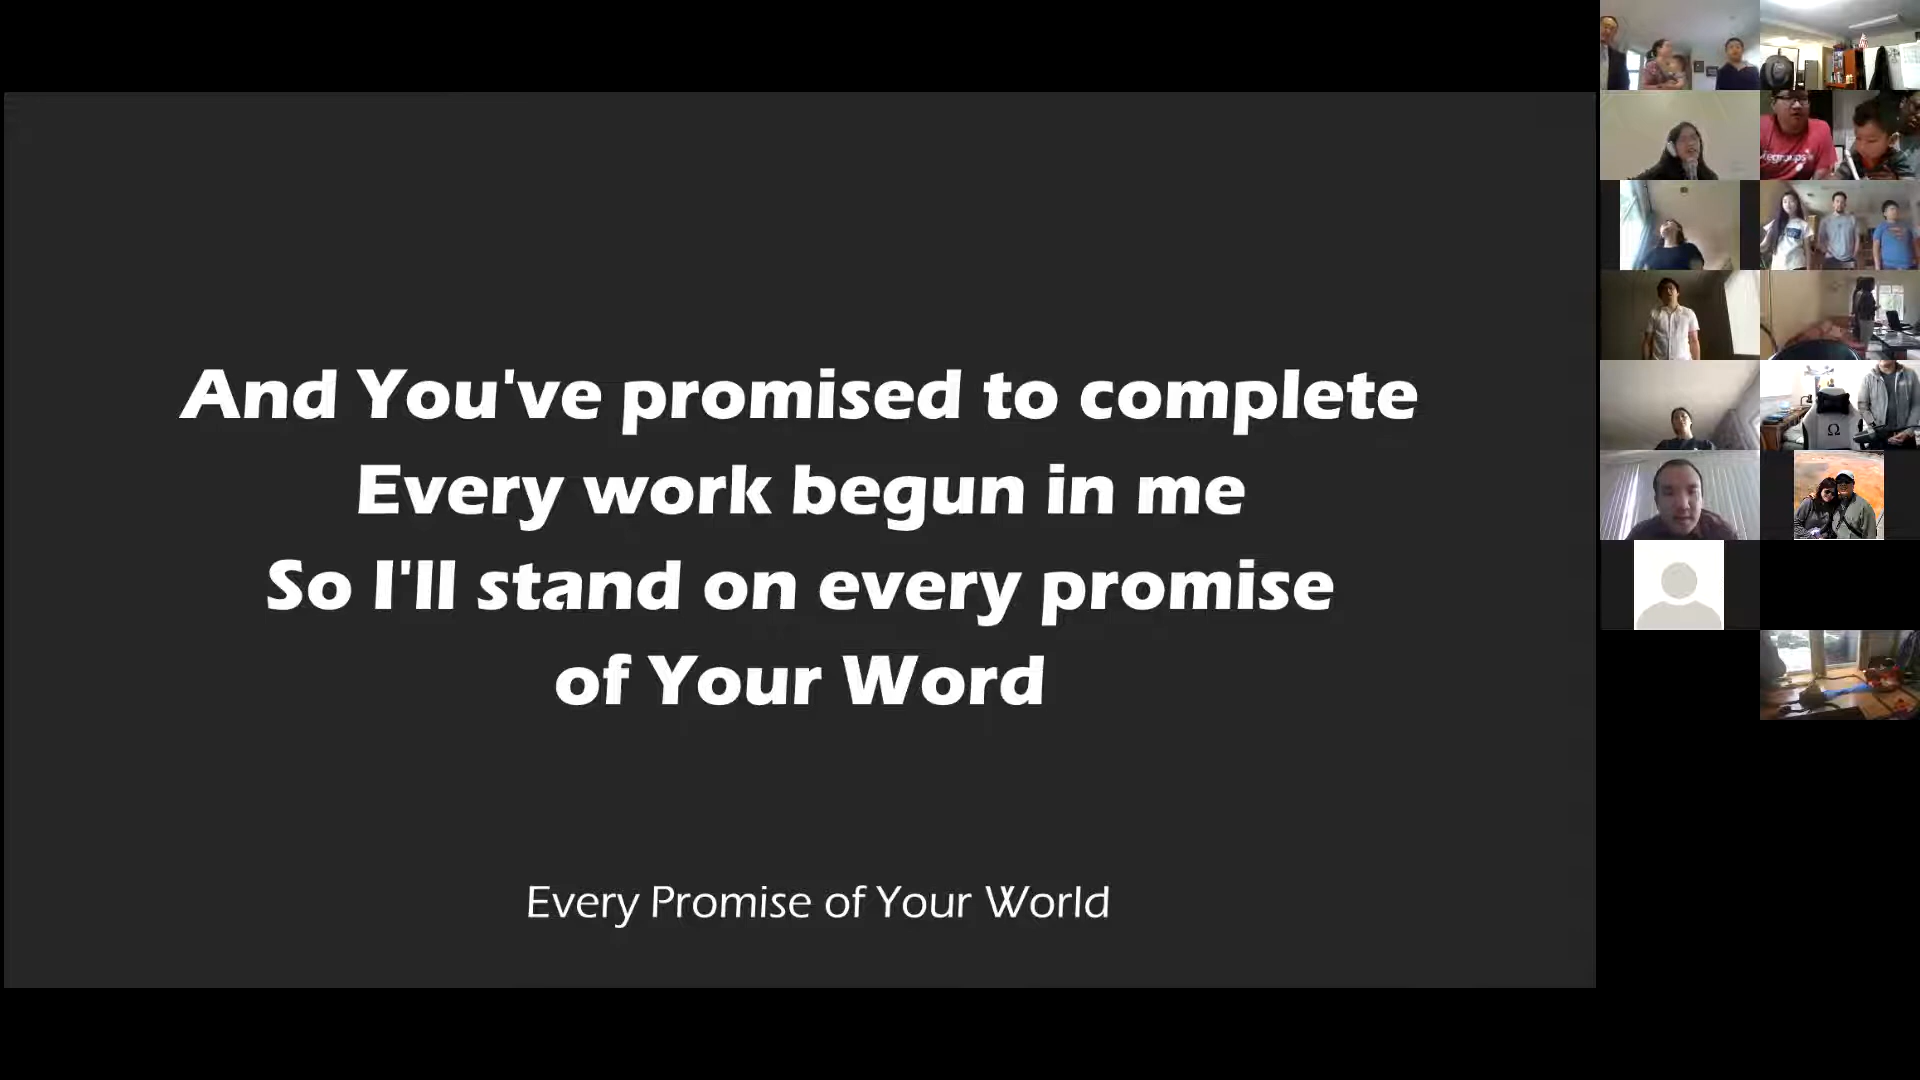 And You've promised to complete
Every work begun in me
So I'll stand on every promise
of Your Word
Every Promise of Your World
Ω